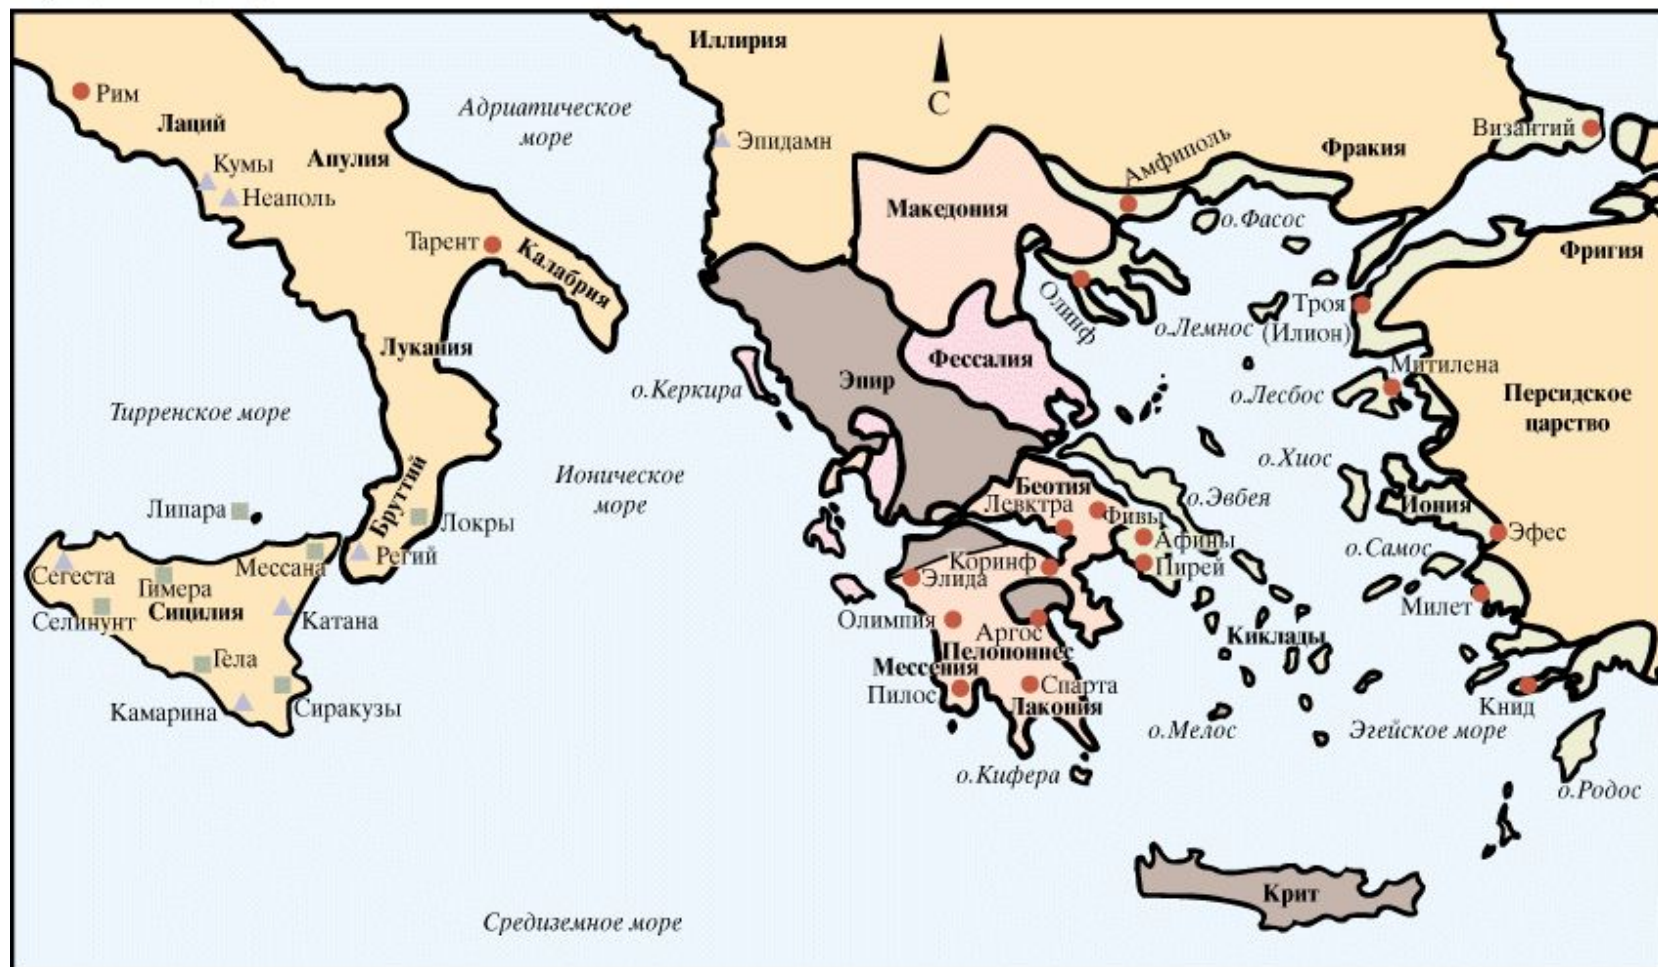 Иллирия
Рим
Адриатическое
море
С
Лаций
Апулия
Эпидамн
Византий
Амфиполь
Фракия
Кумы
Неаполь
Македония
о.Фасос
Тарент
Калабрия
Фригия
Олинф
о.Лемнос
Троя
(Илион)
Лукания
Фессалия
Митилена
Эпир
о.Керкира
о.Лесбос
Персидское
царство
Тирренское море
Ионическое
море
о.Хиос
Бруттий
Беотия
о.Эвбея
Левктра
Фивы
Иония
Липара
Локры
Афины
Эфес
о.Самос
Мессана
Регий
Коринф
Пирей
Сегеста
Гимера
Элида
Сицилия
Милет
Селинунт
Катана
Олимпия
Аргос
Киклады
Пелопоннес
Гела
Мессения
Пилос
Спарта
Камарина
Сиракузы
Лакония
Книд
о.Мелос
Эгейское море
о.Кифера
о.Родос
Крит
Средиземное море